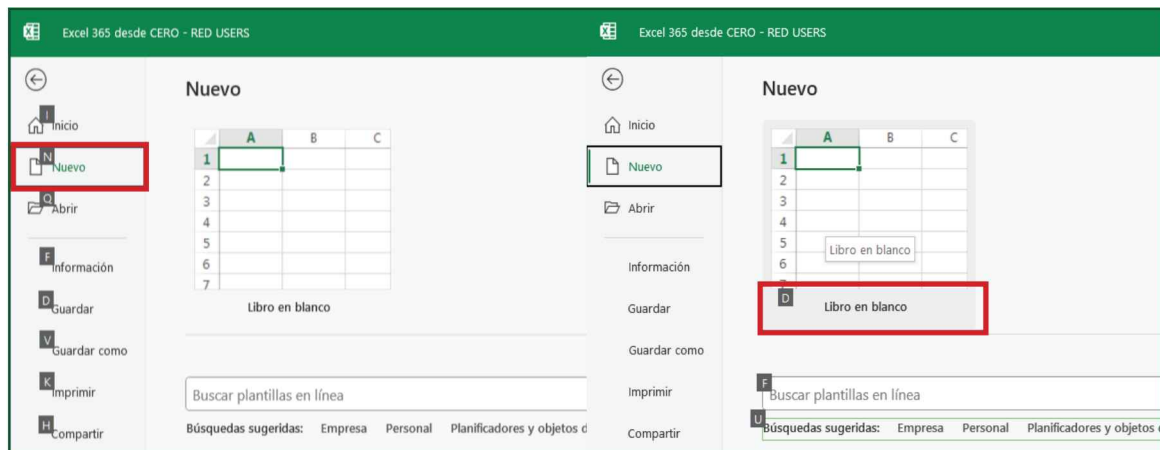 Excel 365 desde CERO - RED USERS
Nuevo
I
Inicio
N
Nuevo
Q
Abrir
F
Información
D
Guardar
V
Guardar como
K
Imprimir
H
Compartir
A B C
1
2
3
4
5
6
7
Libro en blanco
Buscar plantillas en línea
Búsquedas sugeridas: Empresa Personal Planificadores y objetos d
Excel 365 desde CERO - RED USERS
Nuevo
Inicio
Nuevo
Abrir
Información
Guardar
Guardar como
Imprimir
Compartir
A B C
1
2
3
4
5
6
7
Libro en blanco
D
Libro en blanco
F
Buscar plantillas en línea
U
Búsquedas sugeridas: Empresa Personal Planificadores y objetos